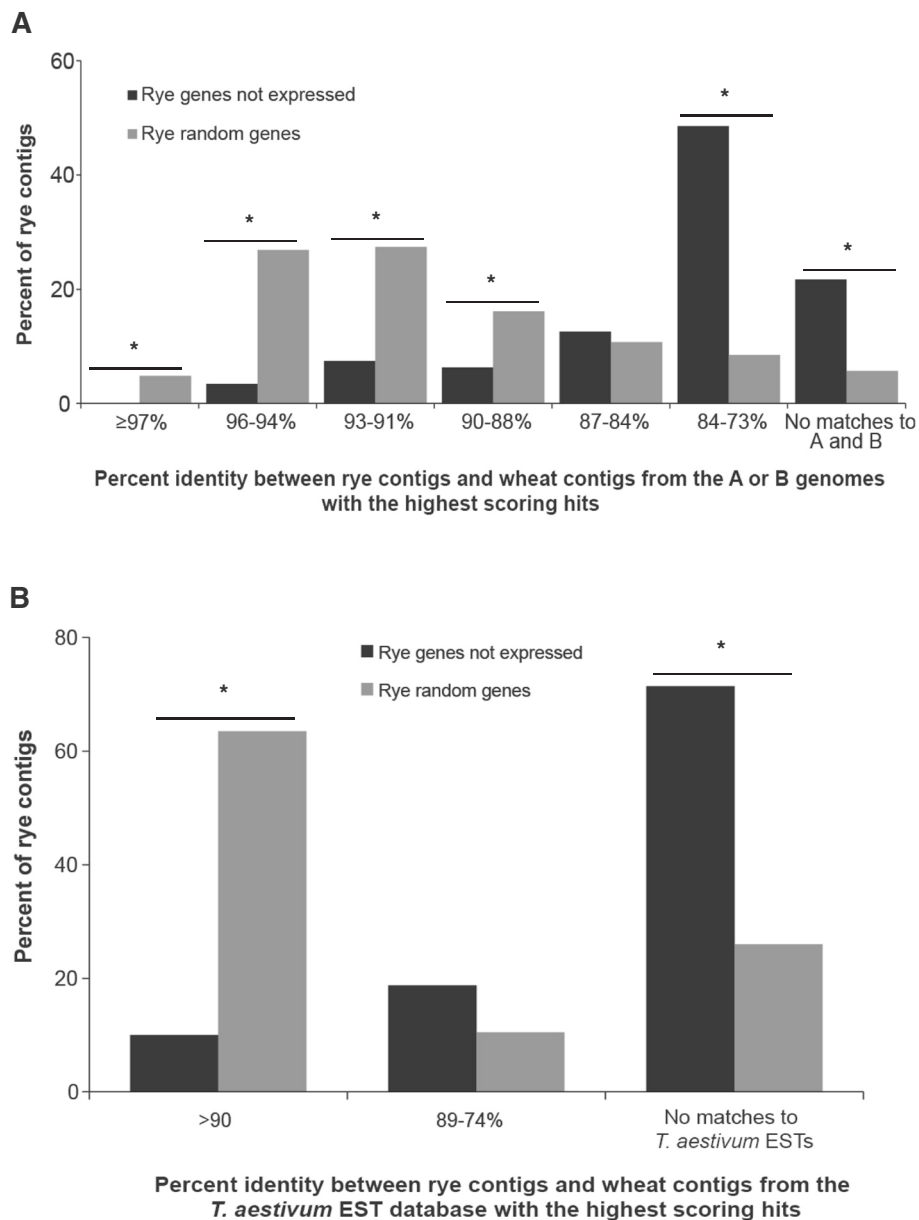 A
60
Rye genes not expressed
Rye random genes
*
40
*
*
*
20
*
*
0
Percent of rye contigs
≥97%
96-94%
93-91%
90-88%
87-84%
84-73%
No matches to
A and B
Percent identity between rye contigs and wheat contigs from the A or B genomes
with the highest scoring hits
B
80
Rye genes not expressed
Rye random genes
*
*
60
40
20
0
Percent of rye contigs
>90
89-74%
No matches to
T. aestivum ESTs
Percent identity between rye contigs and wheat contigs from the
T. aestivum EST database with the highest scoring hits